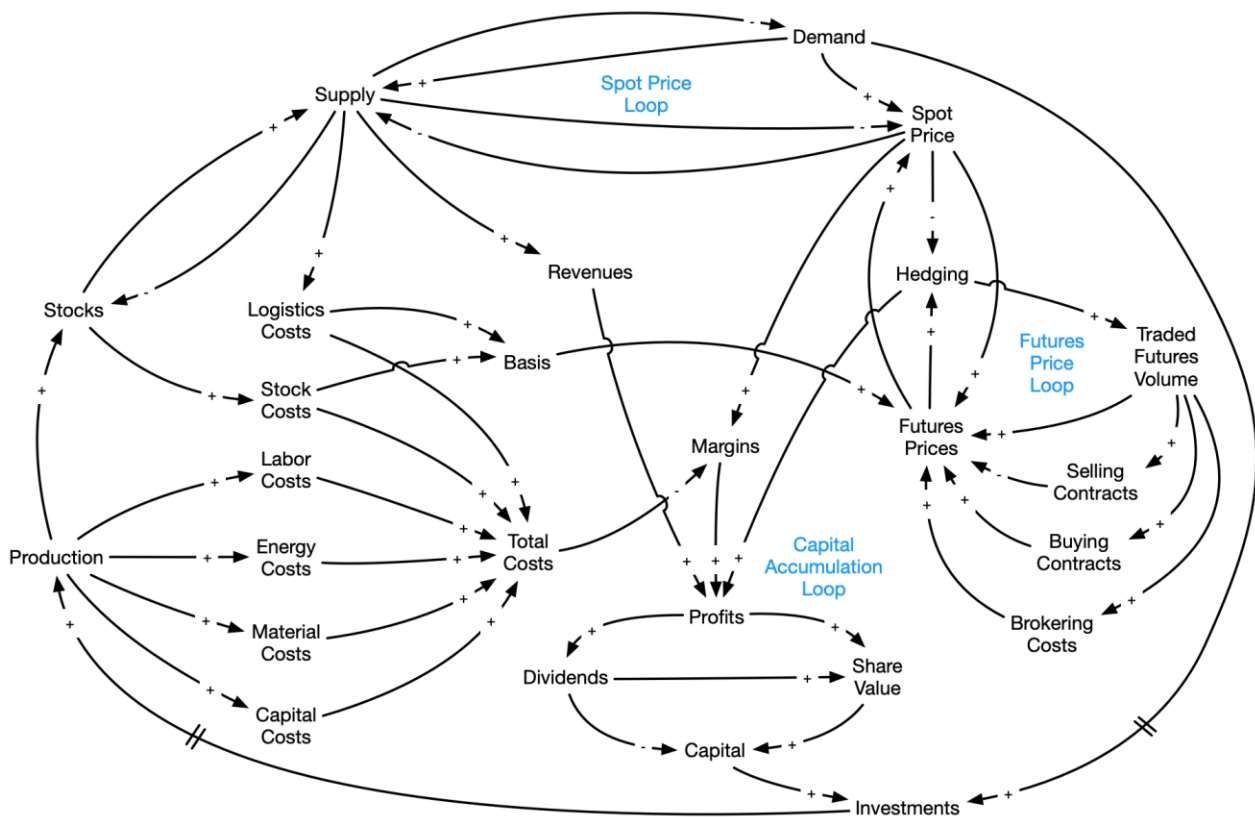 Demand
Supply
Spot Price
Loop
Spot
Price
Revenues
Hedging
Stocks
Logistics
Costs
Basis
Futures
Price
Loop
Traded
Futures
Volume
Stock
Costs
Futures
Prices
Margins
Labor
Costs
Selling
Contracts
Production
Energy
Costs
Total
Costs
Capital
Accumulation
Loop
Buying
Contracts
Material
Costs
Profits
Brokering
Costs
Dividends
Share
Value
Capital
Costs
Capital
Investments